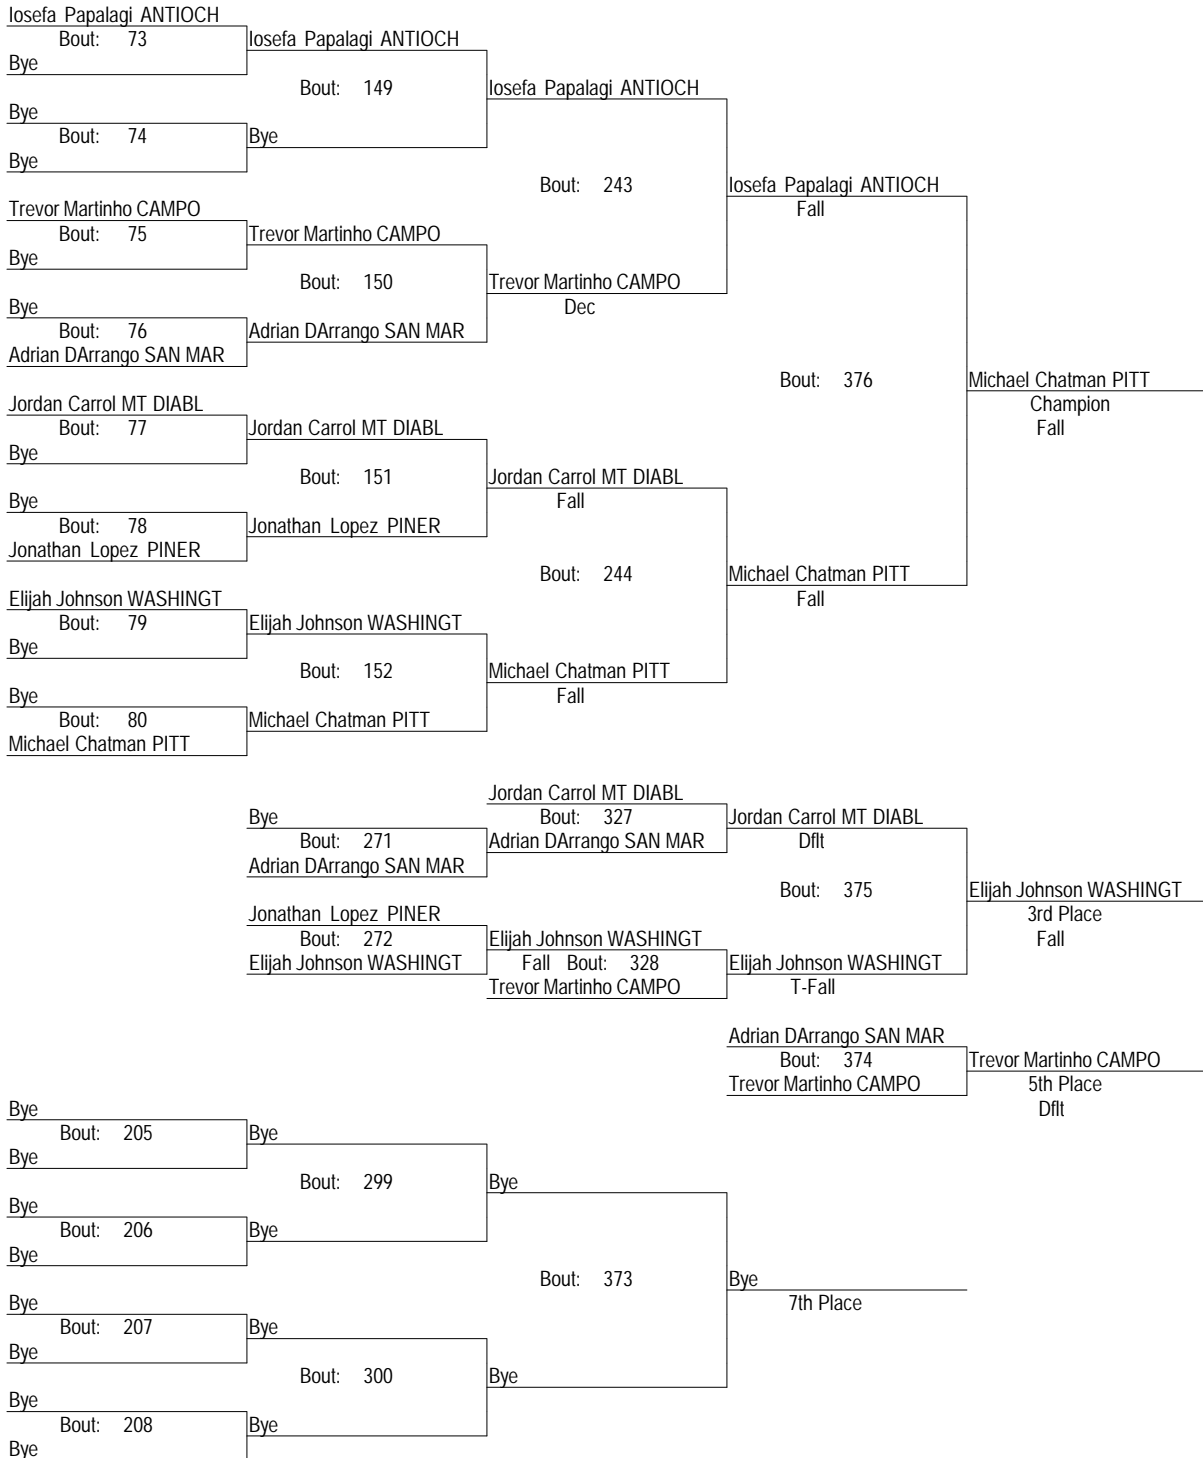 Iosefa Papalagi ANTIOCH
Bout: 73
Iosefa Papalagi ANTIOCH
Bye
Bout: 149
Iosefa Papalagi ANTIOCH
Bye
Bout: 74
Bye
Bye
Bout: 243
Iosefa Papalagi ANTIOCH
Fall
Trevor Martinho CAMPO
Bout: 75
Trevor Martinho CAMPO
Bye
Bout: 150
Trevor Martinho CAMPO
Dec
Bye
Bout: 76
Adrian DArrango SAN MAR
Adrian DArrango SAN MAR
Bout: 376
Michael Chatman PITT
Champion
Fall
Jordan Carrol MT DIABL
Bout: 77
Jordan Carrol MT DIABL
Bye
Bout: 151
Jordan Carrol MT DIABL
Fall
Bye
Bout: 78
Jonathan Lopez PINER
Jonathan Lopez PINER
Bout: 244
Michael Chatman PITT
Fall
Elijah Johnson WASHINGT
Bout: 79
Elijah Johnson WASHINGT
Bye
Bout: 152
Michael Chatman PITT
Fall
Bye
Bout: 80
Michael Chatman PITT
Michael Chatman PITT
Jordan Carrol MT DIABL
Bye
Bout: 327
Jordan Carrol MT DIABL
Bout: 271
Adrian DArrango SAN MAR
Dflt
Adrian DArrango SAN MAR
Bout: 375
Elijah Johnson WASHINGT
3rd Place
Fall
Jonathan Lopez PINER
Bout: 272
Elijah Johnson WASHINGT
Elijah Johnson WASHINGT
Fall Bout: 328
Elijah Johnson WASHINGT
Trevor Martinho CAMPO
T-Fall
Adrian DArrango SAN MAR
Bout: 374
Trevor Martinho CAMPO
Trevor Martinho CAMPO
5th Place
Dflt
Bye
Bout: 205
Bye
Bye
Bout: 299
Bye
Bye
Bout: 206
Bye
Bye
Bout: 373
Bye
7th Place
Bye
Bout: 207
Bye
Bye
Bout: 300
Bye
Bye
Bout: 208
Bye
Bye